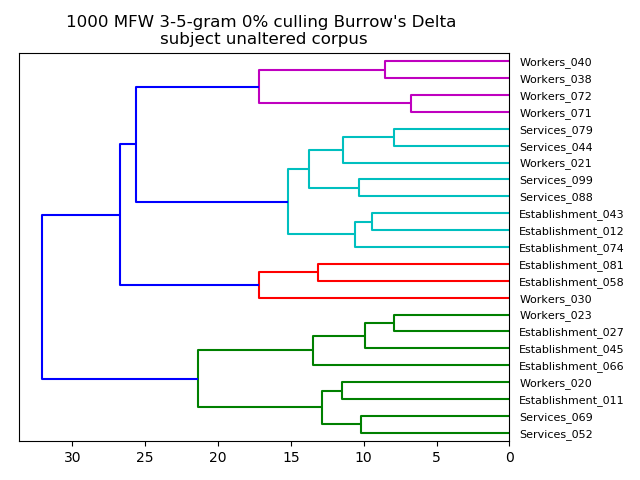 1000 MFW 3-5-gram 0% culling Burrow's Delta
subject unaltered corpus
Workers_040
Workers_038
Workers_072
Workers_071
Services_079
Services_044
Workers_021
Services_099
Services_088
Establishment_043
Establishment_012
Establishment_074
Establishment_081
Establishment_058
Workers_030
Workers_023
Establishment_027
Establishment_045
Establishment_066
Workers_020
Establishment_011
Services_069
Services_052
30 25 20 15 10 5 0